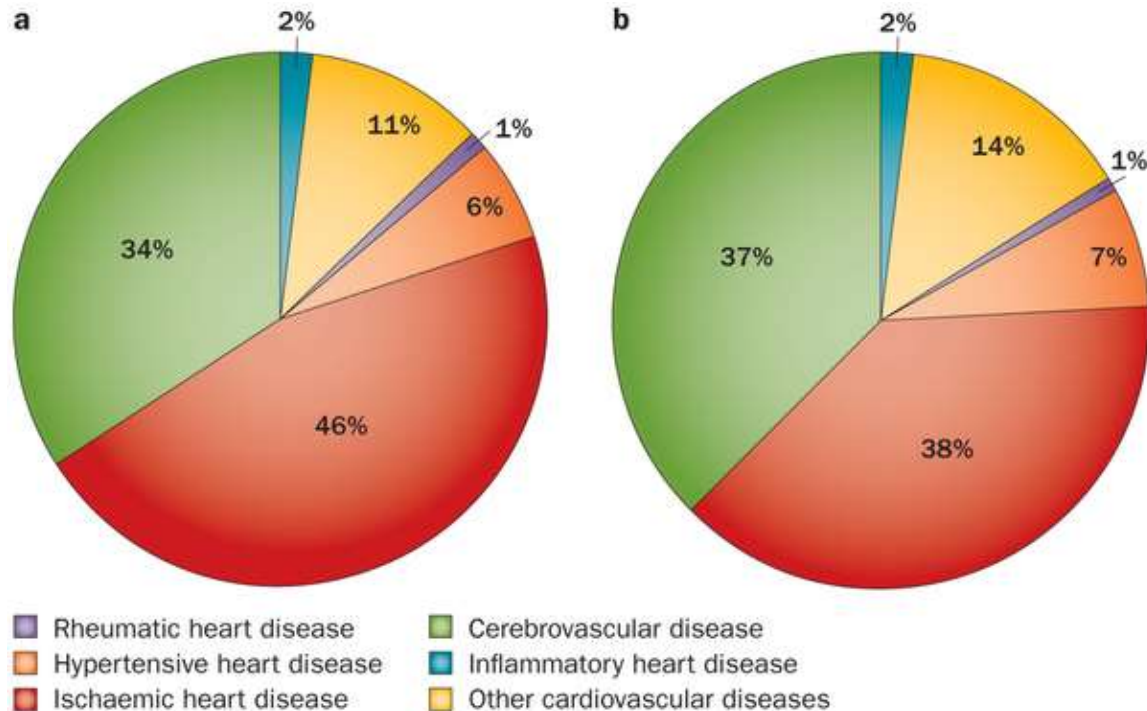 a
2%
11%
1%
6%
34%
46%
b
2%
14%
1%
7%
37%
38%
Rheumatic heart disease
Hypertensive heart disease
Ischaemic heart disease
Cerebrovascular disease
Inflammatory heart disease
Other cardiovascular diseases